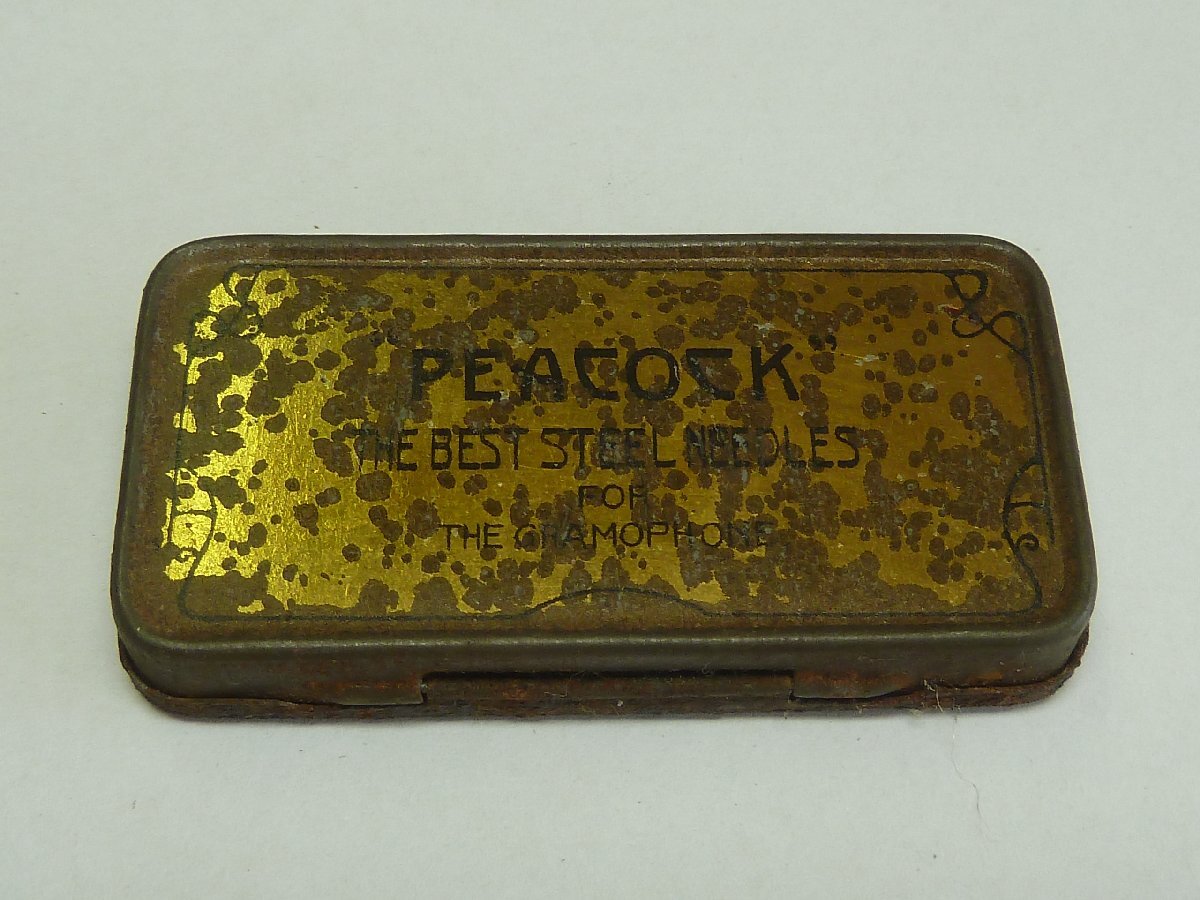 PEACOCK"
THE BEST STEEL NEEDLES
FOR
THE GRAMOPHONE